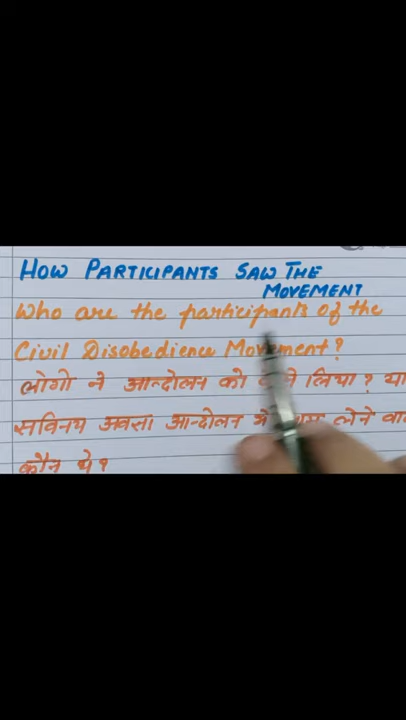 HOW PARTICIPANTS SAW THE
MOVEMENT
Who are the participants of the
Civil Disobedience Movement?
लोगो ने आन्दोलन को लिया? या
सविनय अवसा आन्दोलन मे लेने
कौन थे?